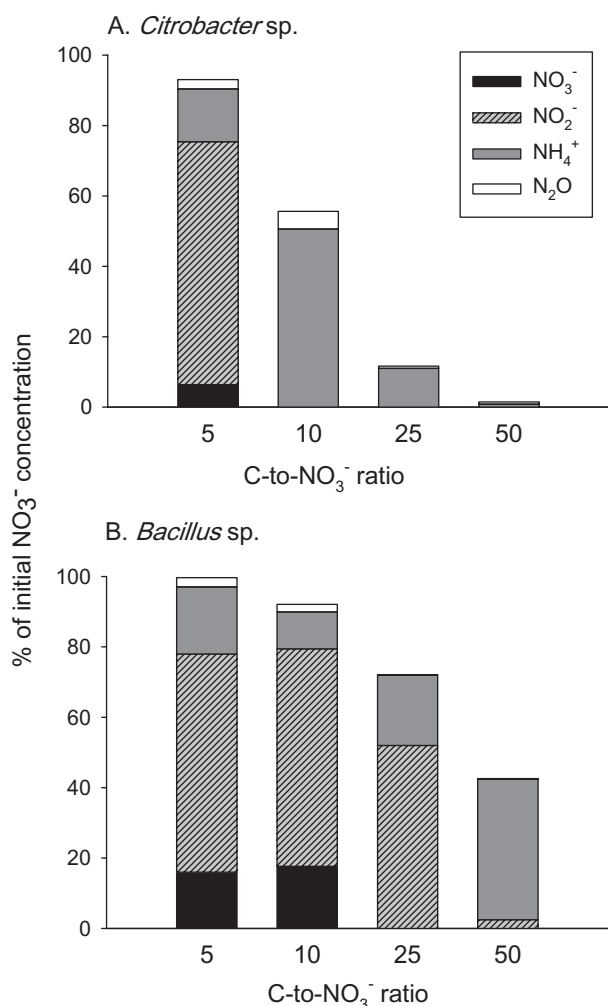 A. Citrobacter sp.
100
80
60
40
20
0
NO₃⁻
NO₂⁻
NH₄⁺
N₂O
5 10 25 50
C-to-NO₃⁻ ratio
% of initial NO3⁻ concentration
B. Bacillus sp.
100
80
60
40
20
0
5 10 25 50
C-to-NO₃⁻ ratio